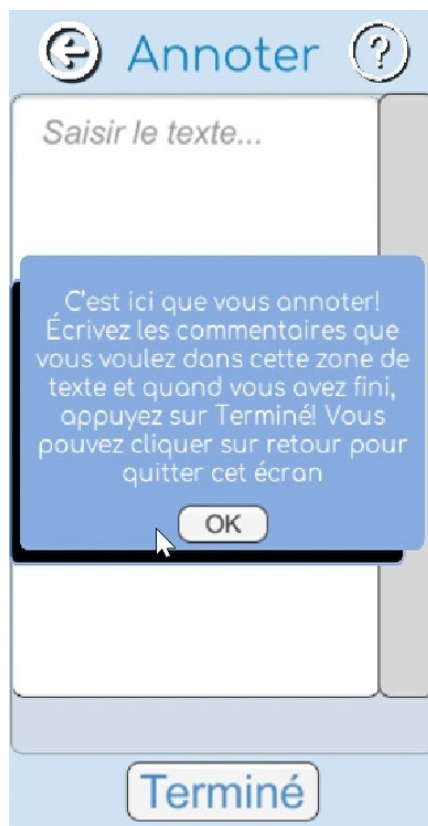 Annoter ?
Saisir le texte...
C'est ici que vous annoter!
Écrivez les commentaires que
vous voulez dans cette zone de
texte et quand vous avez fini,
appuyez sur Terminé! Vous
pouvez cliquer sur retour pour
quitter cet écran
OK
Terminé